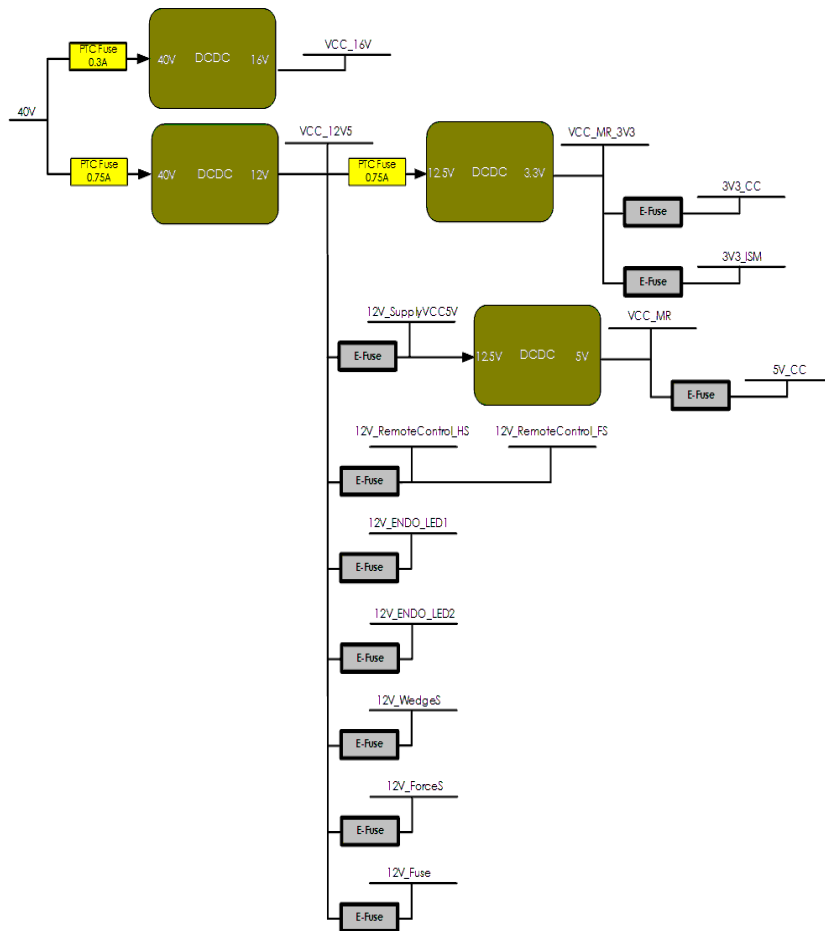 VCC_16V
PTC Fuse
0.3A
40V DCDC 16V
40V
VCC_12V5
VCC_MR_3V3
PTC Fuse
0.75A
40V DCDC 12V
PTC Fuse
0.75A
12.5V DCDC 3.3V
3V3_CC
E-Fuse
3V3_ISM
E-Fuse
12V_SupplyVCC5V
VCC_MR
E-Fuse
12.5V DCDC 5V
5V_CC
E-Fuse
12V_RemoteControl_HS
12V_RemoteControl_FS
E-Fuse
12V_ENDO_LED1
E-Fuse
12V_ENDO_LED2
E-Fuse
12V_WedgeS
E-Fuse
12V_ForceS
E-Fuse
12V_Fuse
E-Fuse